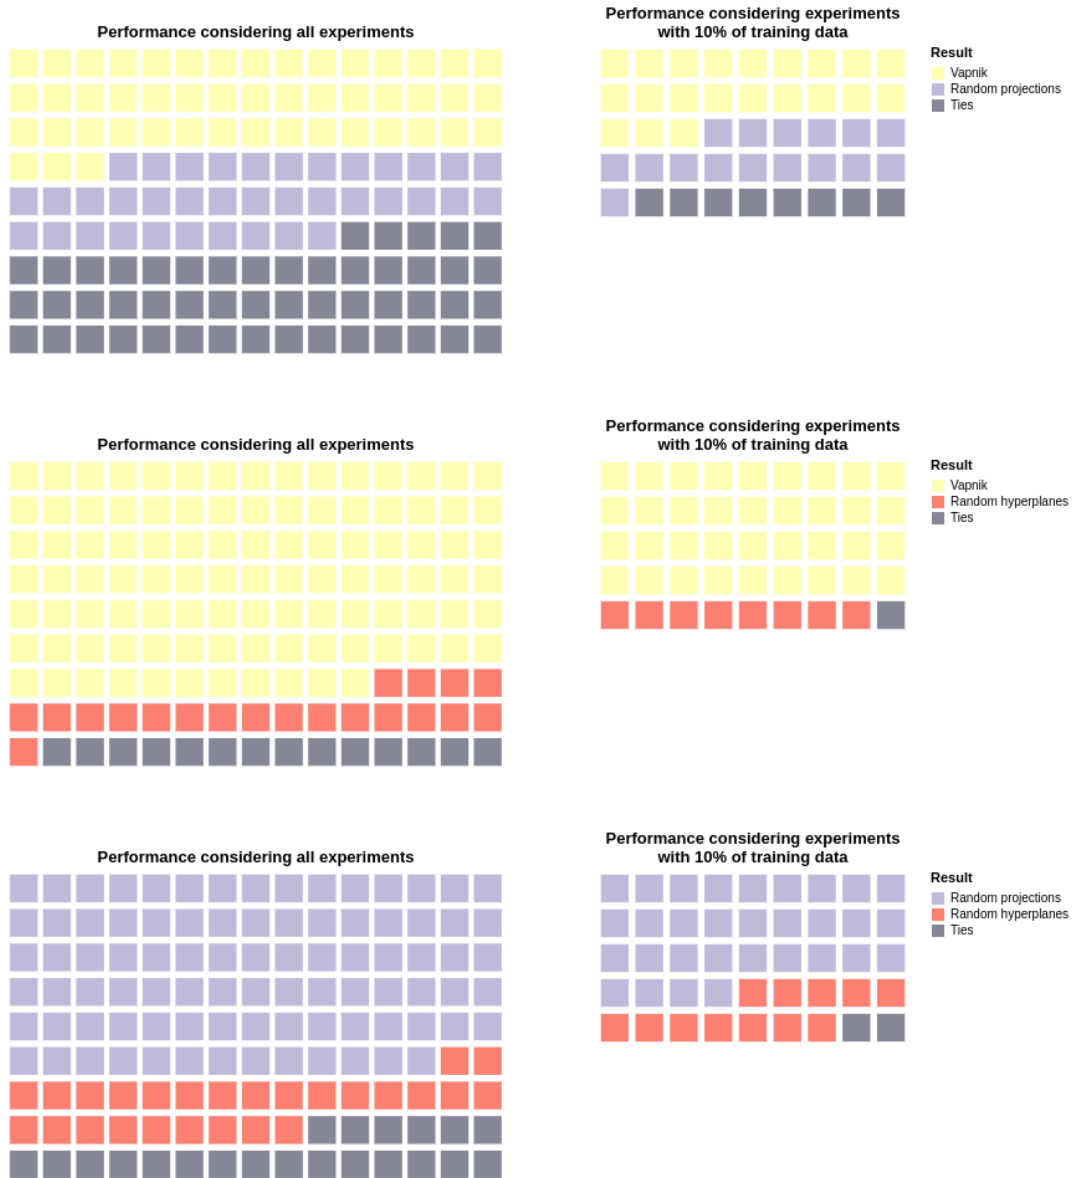 Performance considering all experiments
Performance considering experiments
with 10% of training data
Result
Vapnik
Random projections
Ties
Performance considering all experiments
Performance considering experiments
with 10% of training data
Result
Vapnik
Random hyperplanes
Ties
Performance considering all experiments
Performance considering experiments
with 10% of training data
Result
Random projections
Random hyperplanes
Ties